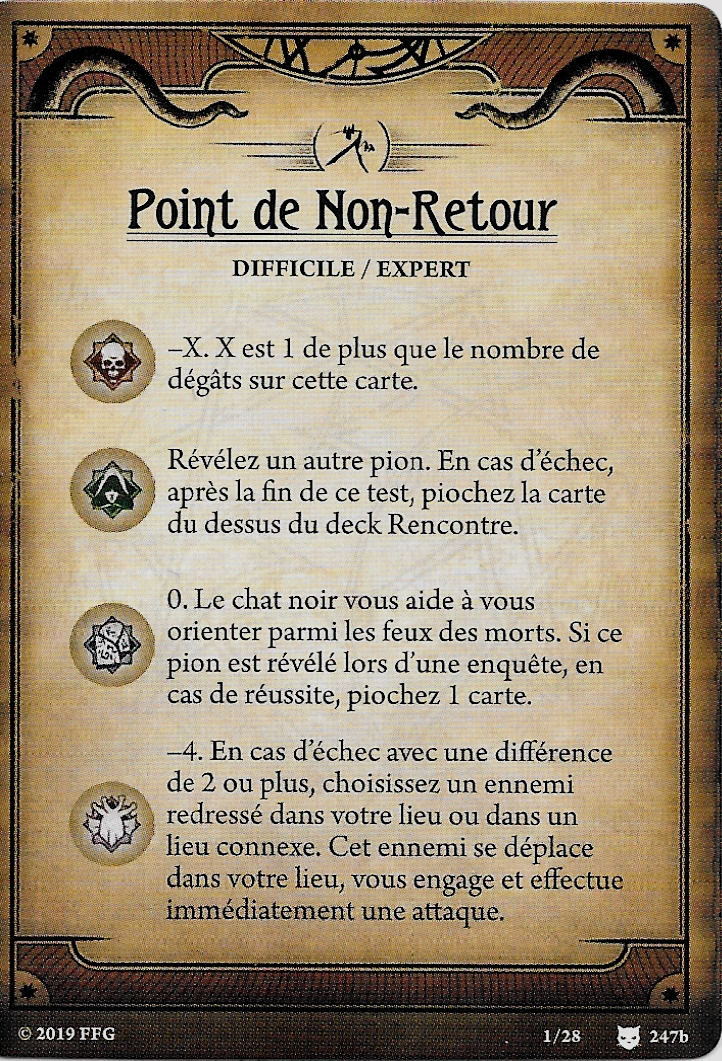 Point de Non-Retour
DIFFICILE / EXPERT
–X. X est 1 de plus que le nombre de
dégâts sur cette carte.
Révélez un autre pion. En cas d'échec,
après la fin de ce test, piochez la carte
du dessus du deck Rencontre.
0. Le chat noir vous aide à vous
orienter parmi les feux des morts. Si ce
pion est révélé lors d'une enquête, en
cas de réussite, piochez 1 carte.
–4. En cas d'échec avec une différence
de 2 ou plus, choisissez un ennemi
redressé dans votre lieu ou dans un
lieu connexe. Cet ennemi se déplace
dans votre lieu, vous engage et effectue
immédiatement une attaque.
© 2019 FFG 1/28 247b